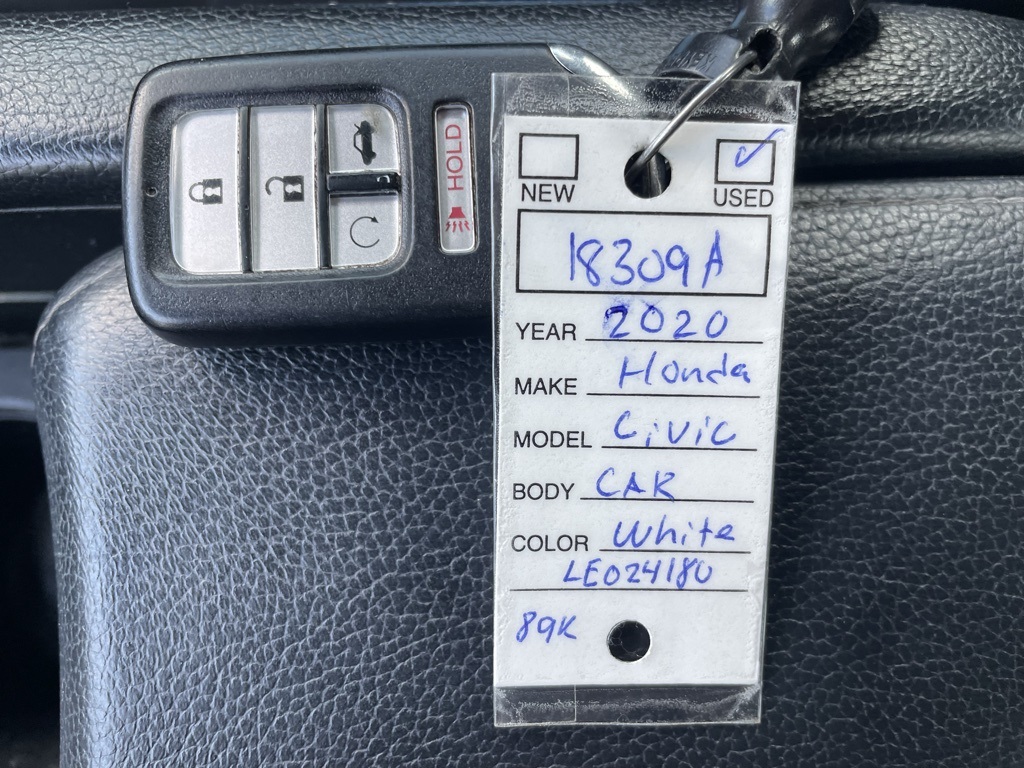 HOLD
NEW USED
18309A
YEAR 2020
MAKE Honda
MODEL Civic
BODY CAR
COLOR White
LE024180
89K